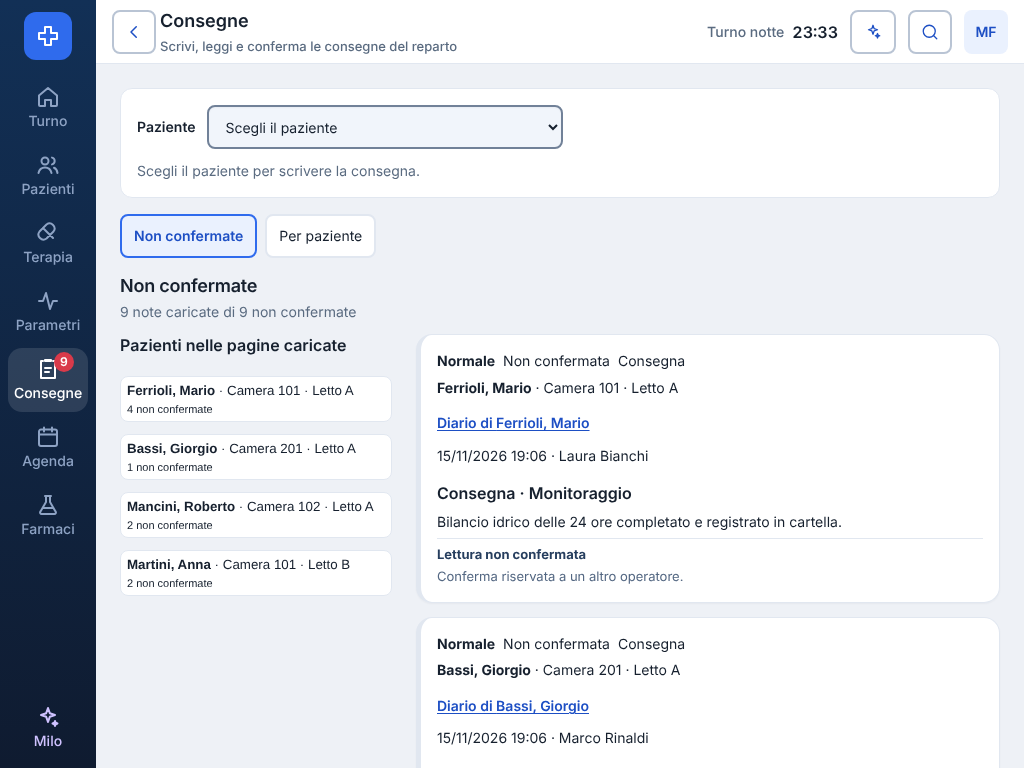 Turno
Pazienti
Terapia
Parametri
9
Consegne
Agenda
Farmaci
Milo
Consegne
Scrivi, leggi e conferma le consegne del reparto
Turno notte 23:33
MF
Paziente
Scegli il paziente
Scegli il paziente per scrivere la consegna.
Non confermate
Per paziente
Non confermate
9 note caricate di 9 non confermate
Pazienti nelle pagine caricate
Ferrioli, Mario · Camera 101 · Letto A
4 non confermate
Bassi, Giorgio · Camera 201 · Letto A
1 non confermate
Mancini, Roberto · Camera 102 · Letto A
2 non confermate
Martini, Anna · Camera 101 · Letto B
2 non confermate
Normale Non confermata Consegna
Ferrioli, Mario · Camera 101 · Letto A
Diario di Ferrioli, Mario
15/11/2026 19:06 · Laura Bianchi
Consegna · Monitoraggio
Bilancio idrico delle 24 ore completato e registrato in cartella.
Lettura non confermata
Conferma riservata a un altro operatore.
Normale Non confermata Consegna
Bassi, Giorgio · Camera 201 · Letto A
Diario di Bassi, Giorgio
15/11/2026 19:06 · Marco Rinaldi